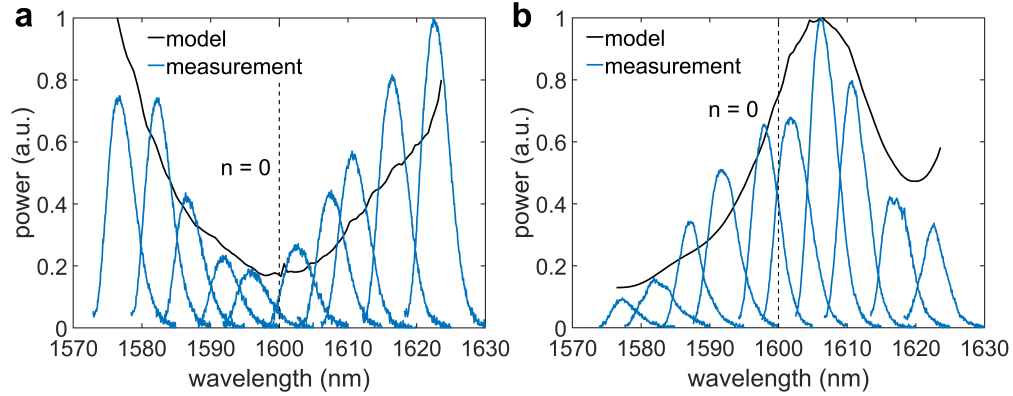 a
power (a.u.)
1
0.8
0.6
0.4
0.2
0
model
measurement
n = 0
1570 1580 1590 1600 1610 1620 1630
wavelength (nm)
b
power (a.u.)
1
0.8
0.6
0.4
0.2
0
model
measurement
n = 0
1570 1580 1590 1600 1610 1620 1630
wavelength (nm)